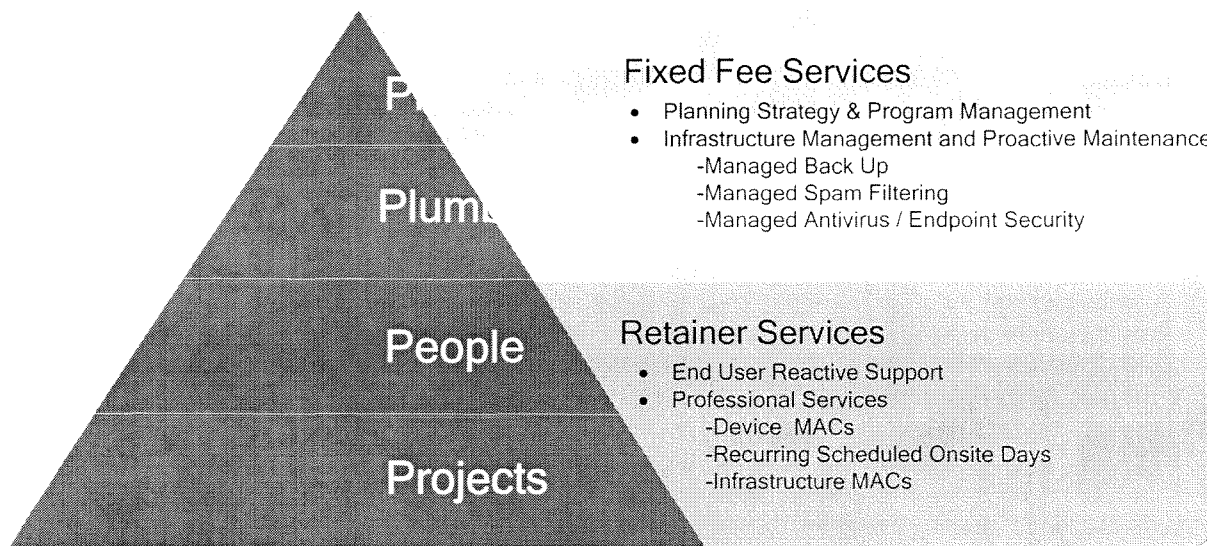 Fixed Fee Services
• Planning Strategy & Program Management
• Infrastructure Management and Proactive Maintenance
-Managed Back Up
-Managed Spam Filtering
-Managed Antivirus / Endpoint Security
People
Projects
Retainer Services
• End User Reactive Support
• Professional Services
-Device MACs
-Recurring Scheduled Onsite Days
-Infrastructure MACs